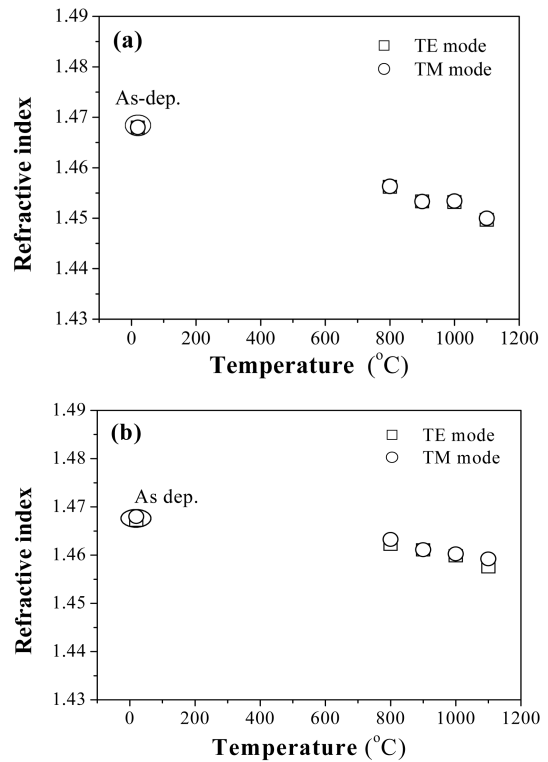 (a)
TE mode
TM mode
As-dep.
1.49
1.48
1.47
1.46
1.45
1.44
1.43
Refractive index
0 200 400 600 800 1000 1200
Temperature (°C)
(b)
TE mode
TM mode
As dep.
1.49
1.48
1.47
1.46
1.45
1.44
1.43
Refractive index
0 200 400 600 800 1000 1200
Temperature (°C)